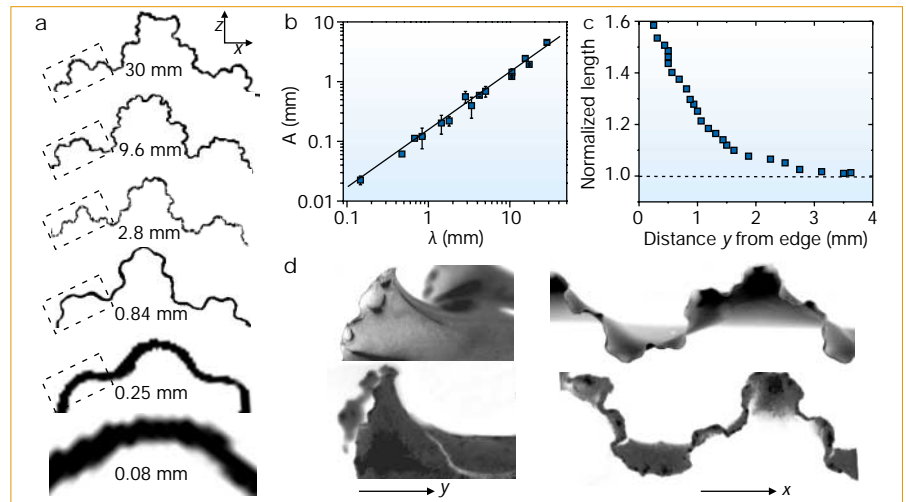 a
z
x
30 mm
9.6 mm
2.8 mm
0.84 mm
0.25 mm
0.08 mm
b
A (mm)
10
1
0.1
0.01
0.1 1 10
λ (mm)
c
Normalized length
1.6
1.4
1.2
1.0
0 1 2 3 4
Distance y from edge (mm)
d
y
x